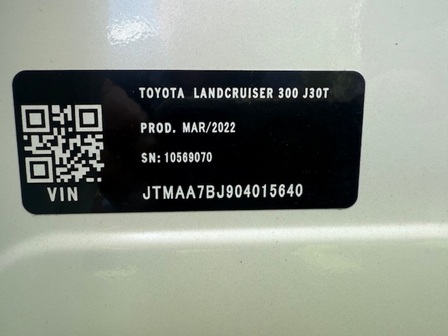 TOYOTA LANDCRUISER 300 J30T
PROD. MAR/2022
SN: 10569070
VIN
JTMAA7BJ904015640